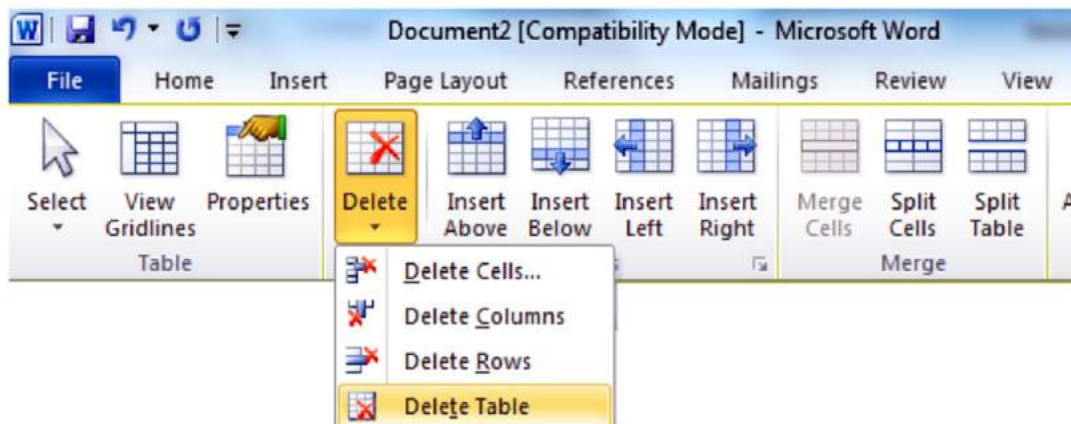 W Document2 [Compatibility Mode] - Microsoft Word
File Home Insert Page Layout References Mailings Review View
Select View Gridlines Properties Delete Insert Above Insert Below Insert Left Insert Right Merge Cells Split Cells Split Table A
Table Merge
Delete Cells...
Delete Columns
Delete Rows
Delete Table